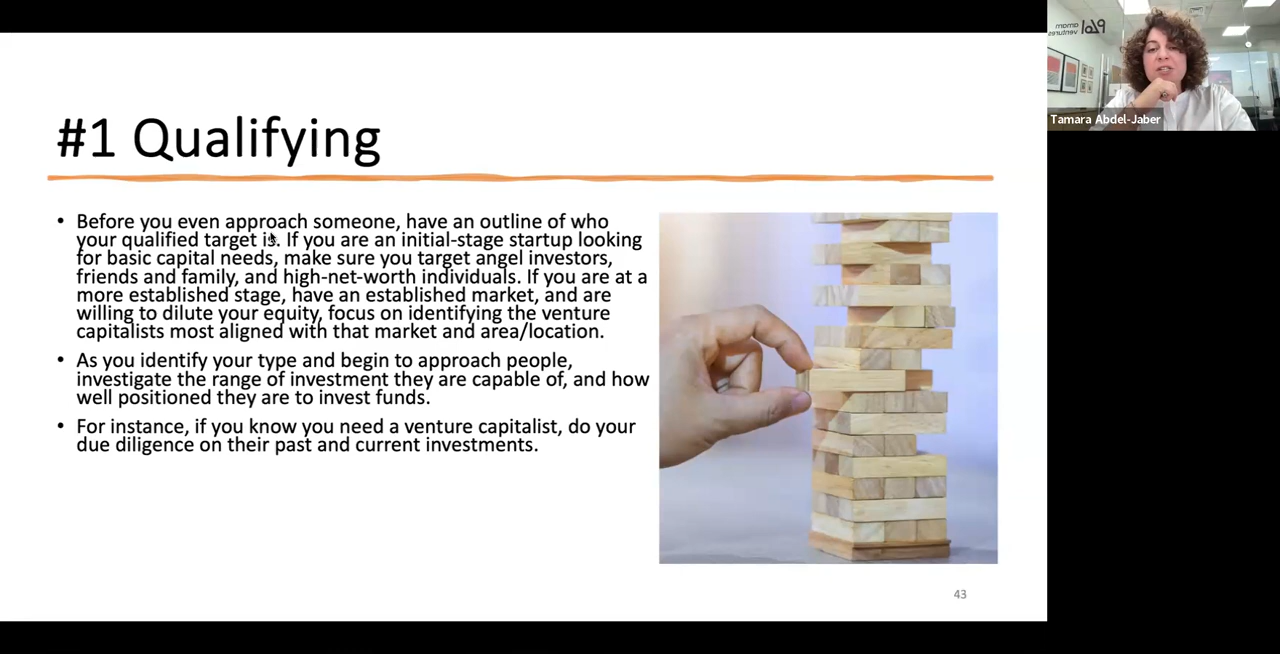 #1 Qualifying
• Before you even approach someone, have an outline of who
your qualified target is. If you are an initial-stage startup looking
for basic capital needs, make sure you target angel investors,
friends and family, and high-net-worth individuals. If you are at a
more established stage, have an established market, and are
willing to dilute your equity, focus on identifying the venture
capitalists most aligned with that market and area/location.
• As you identify your type and begin to approach people,
investigate the range of investment they are capable of, and how
well positioned they are to invest funds.
• For instance, if you know you need a venture capitalist, do your
due diligence on their past and current investments.
43
amam
ventures
Tamara Abdel-Jaber